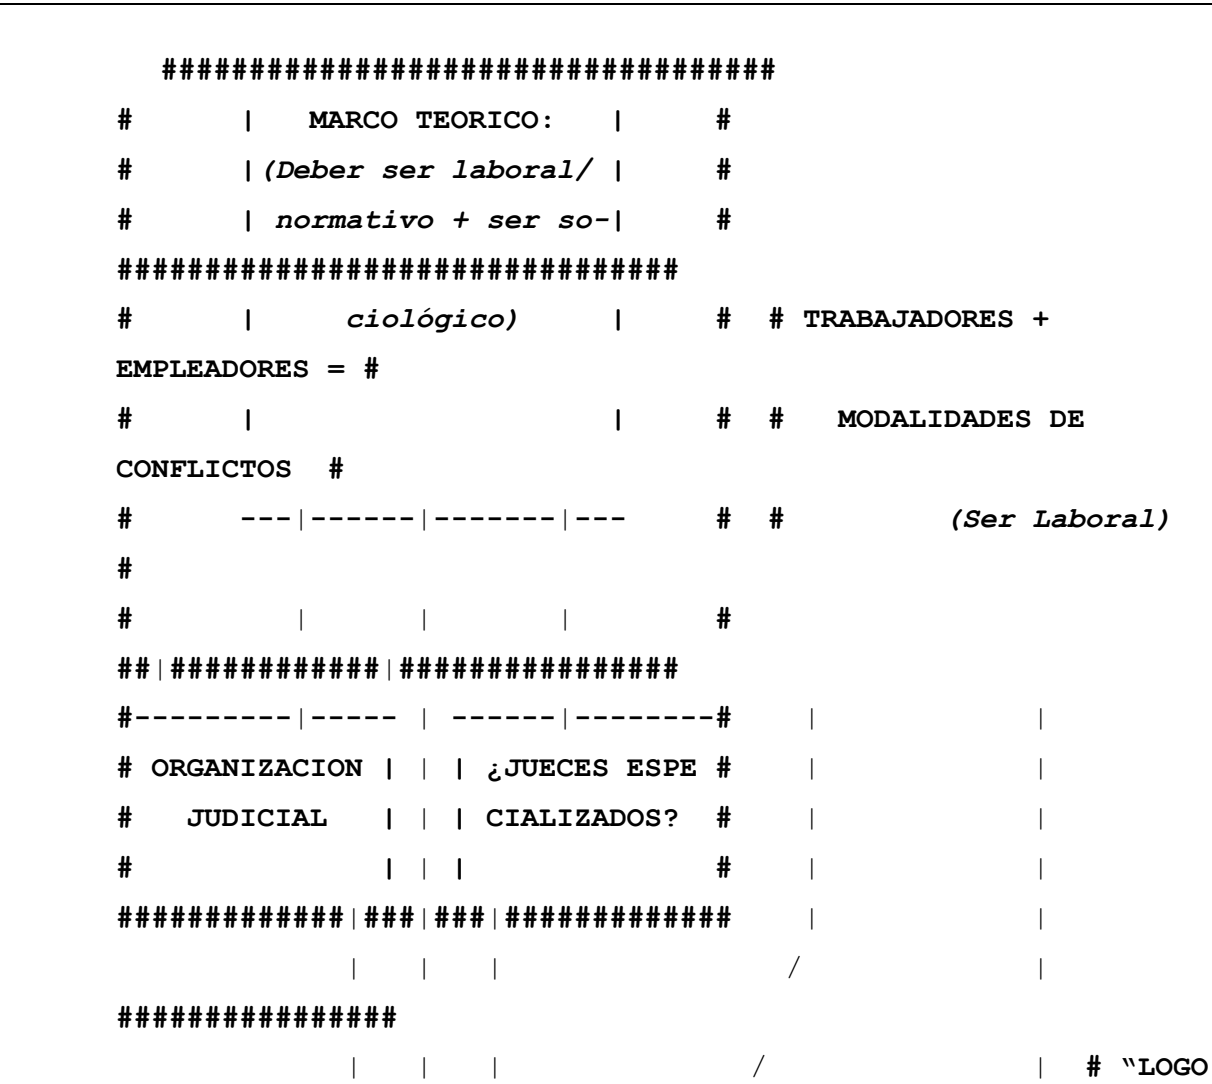 ###################################
#      |   MARCO TEORICO:   |     #
#      |(Deber ser laboral/ |     #
#      | normativo + ser so-|     #
################################
#      |     ciológico)     |     #  # TRABAJADORES +
EMPLEADORES = #
#      |                    |     #  #   MODALIDADES DE
CONFLICTOS  #
#      ---|------|-------|---     #  #         (Ser Laboral)
#
#         |      |       |        #
##|############|################
#---------|----- | ------|--------#    |            |
# ORGANIZACION | | | ¿JUECES ESPE #    |            |
#   JUDICIAL   | | | CIALIZADOS?  #    |            |
#              | | |              #    |            |
#############|###|###|#############    |            |
|   |   |                /             |
################
|   |   |              /               |  # “LOGO